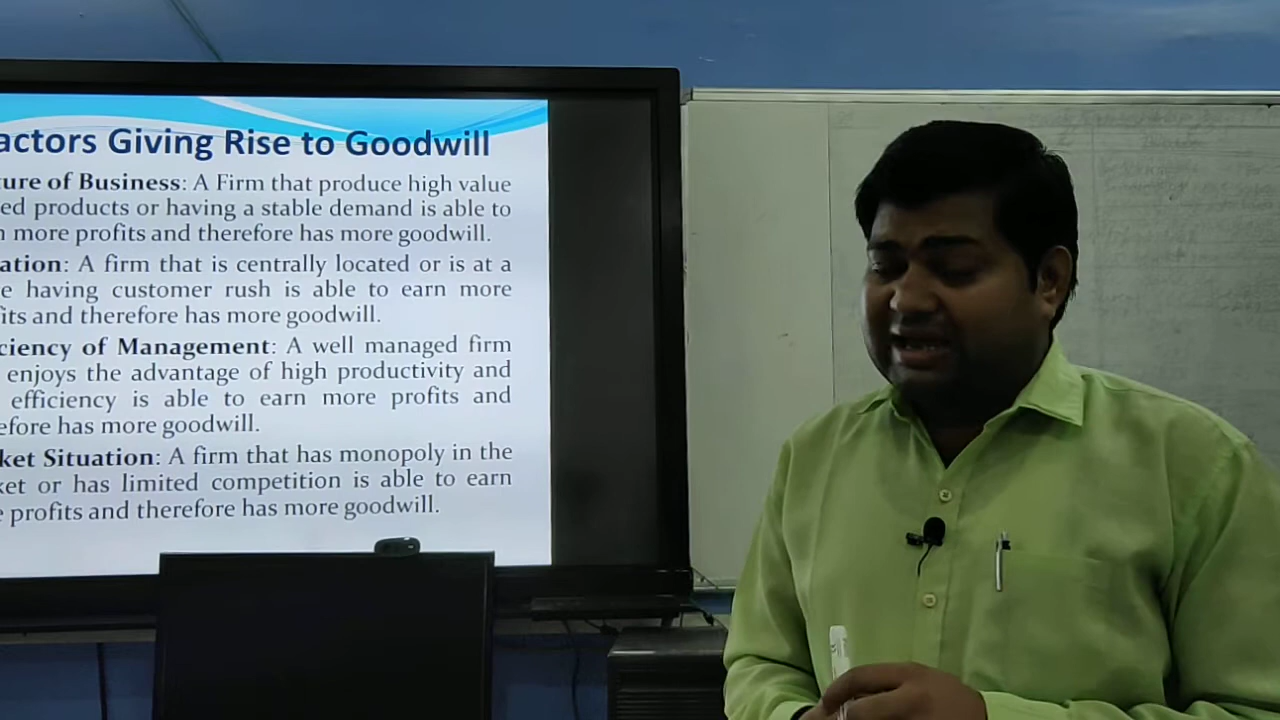 actors Giving Rise to Goodwill
ture of Business: A Firm that produce high value
ed products or having a stable demand is able to
n more profits and therefore has more goodwill.
ation: A firm that is centrally located or is at a
e having customer rush is able to earn more
its and therefore has more goodwill.
ciency of Management: A well managed firm
enjoys the advantage of high productivity and
efficiency is able to earn more profits and
efore has more goodwill.
ket Situation: A firm that has monopoly in the
ket or has limited competition is able to earn
e profits and therefore has more goodwill.